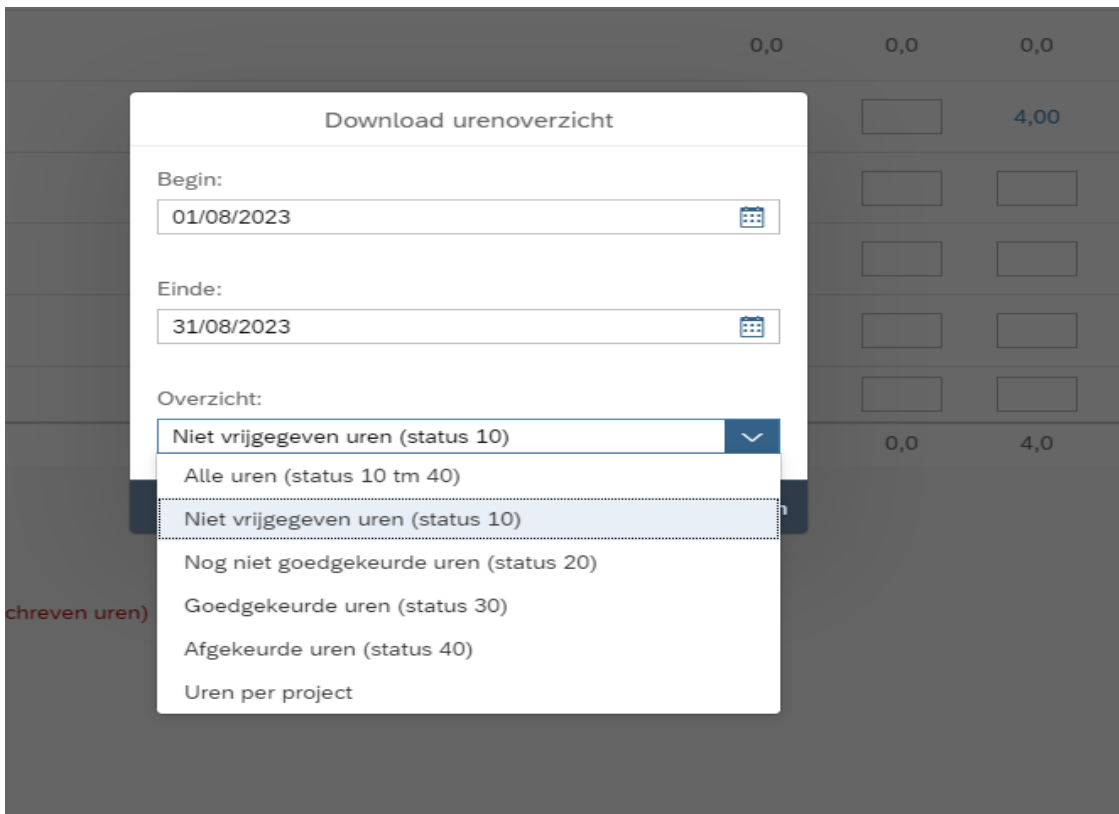 0,0 0,0 0,0
Download urenoverzicht
4,00
Begin:
01/08/2023
Einde:
31/08/2023
Overzicht:
Niet vrijgegeven uren (status 10)
0,0 4,0
Alle uren (status 10 tm 40)
Niet vrijgegeven uren (status 10)
Nog niet goedgekeurde uren (status 20)
Goedgekeurde uren (status 30)
chreven uren)
Afgekeurde uren (status 40)
Uren per project